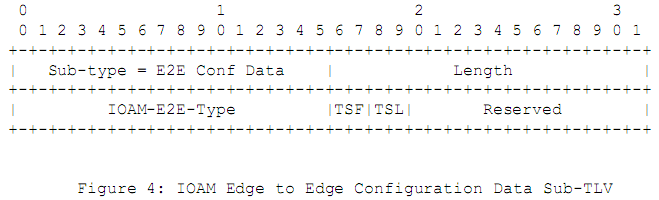 0                   1                   2                   3
 0 1 2 3 4 5 6 7 8 9 0 1 2 3 4 5 6 7 8 9 0 1 2 3 4 5 6 7 8 9 0 1
+-+-+-+-+-+-+-+-+-+-+-+-+-+-+-+-+-+-+-+-+-+-+-+-+-+-+-+-+-+-+-+-+
|   Sub-type = E2E Conf Data    |            Length             |
+-+-+-+-+-+-+-+-+-+-+-+-+-+-+-+-+-+-+-+-+-+-+-+-+-+-+-+-+-+-+-+-+
|         IOAM-E2E-Type         |TSF|TSL|       Reserved        |
+-+-+-+-+-+-+-+-+-+-+-+-+-+-+-+-+-+-+-+-+-+-+-+-+-+-+-+-+-+-+-+-+
Figure 4: IOAM Edge to Edge Configuration Data Sub-TLV